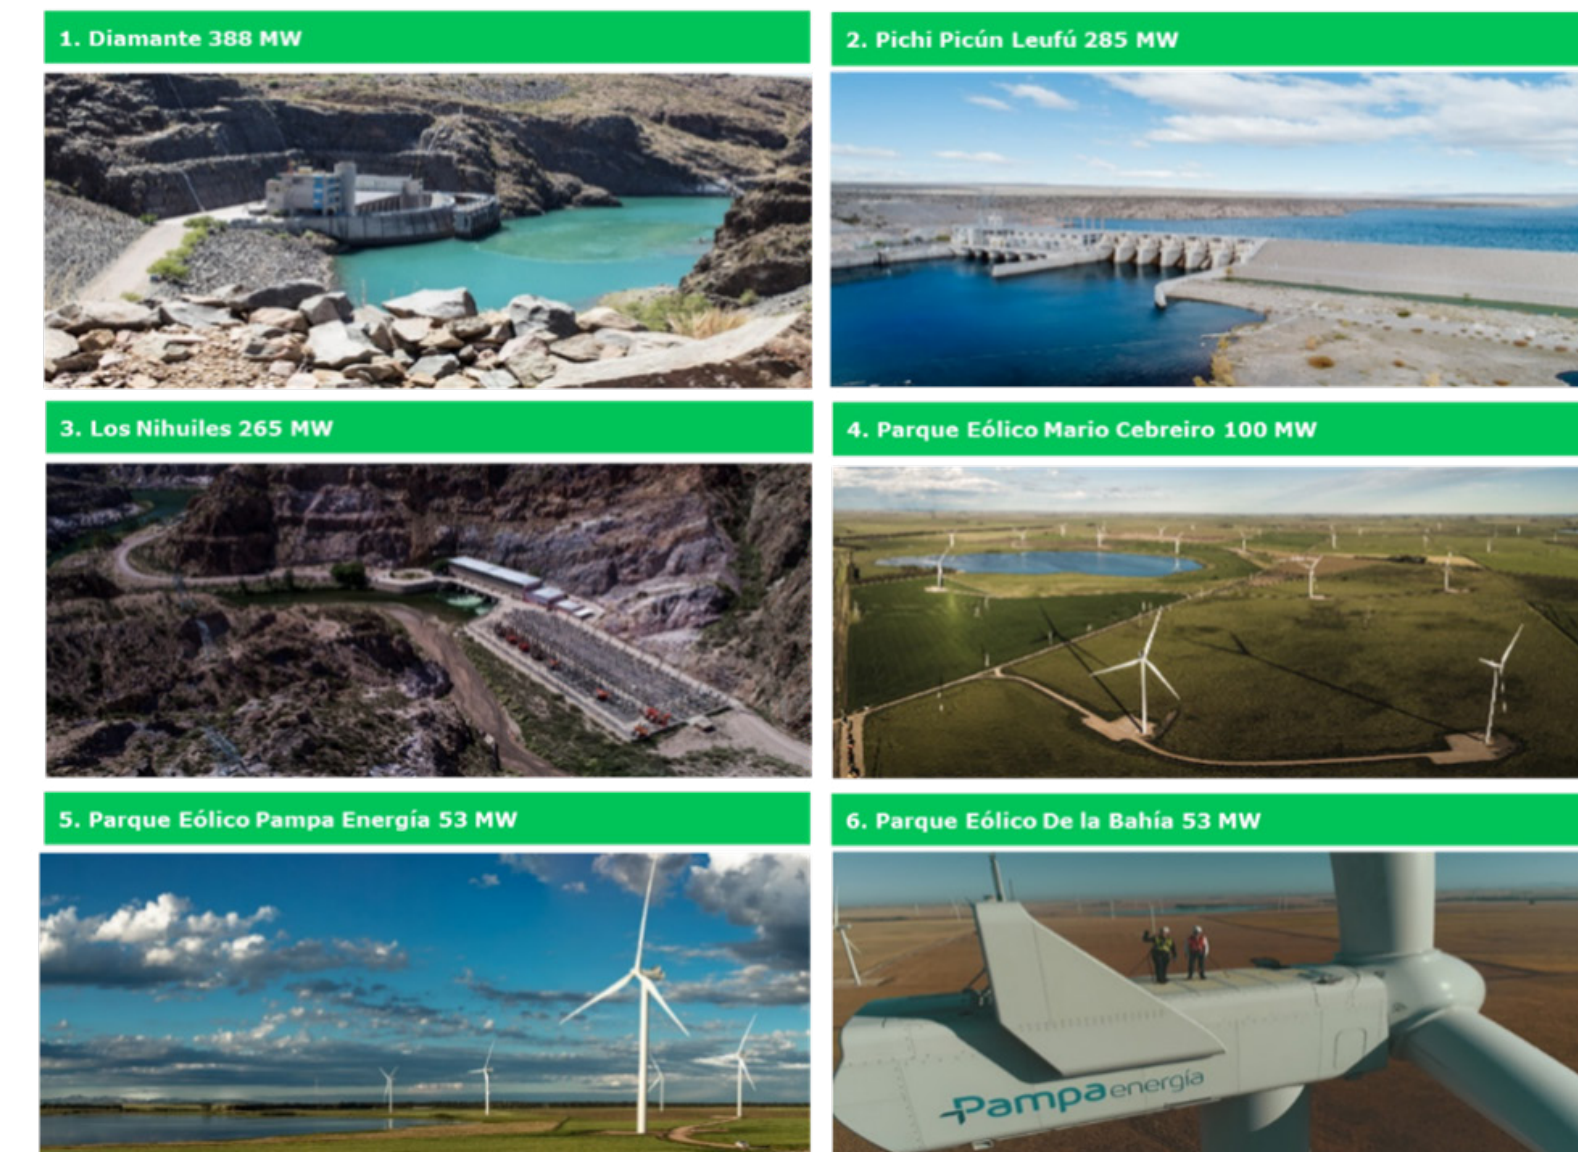 1. Diamante 388 MW
2. Pichi Picún Leufú 285 MW
3. Los Nihuiles 265 MW
4. Parque Eólico Mario Cebreiro 100 MW
5. Parque Eólico Pampa Energía 53 MW
6. Parque Eólico De la Bahía 53 MW
Pampa energía